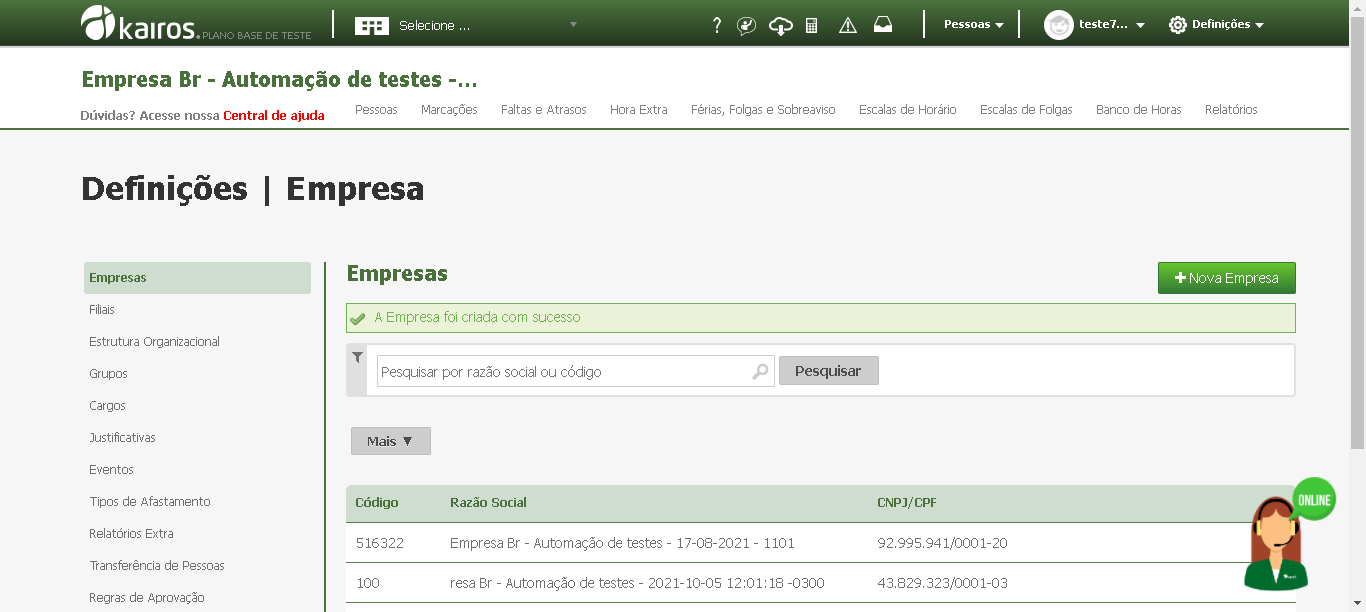 kairos. PLANO BASE DE TESTE
Selecione ...
?
Pessoas
teste7...
Definições
Empresa Br - Automação de testes -...
Dúvidas? Acesse nossa Central de ajuda
Pessoas
Marcações
Faltas e Atrasos
Hora Extra
Férias, Folgas e Sobreaviso
Escalas de Horário
Escalas de Folgas
Banco de Horas
Relatórios
Definições | Empresa
Empresas
Filiais
Estrutura Organizacional
Grupos
Cargos
Justificativas
Eventos
Tipos de Afastamento
Relatórios Extra
Transferência de Pessoas
Regras de Aprovação
Empresas
+ Nova Empresa
A Empresa foi criada com sucesso
Pesquisar por razão social ou código
Pesquisar
Mais ▼
Código Razão Social CNPJ/CPF
516322 Empresa Br - Automação de testes - 17-08-2021 - 1101 92.995.941/0001-20
100 resa Br - Automação de testes - 2021-10-05 12:01:18 -0300 43.829.323/0001-03
ONLINE